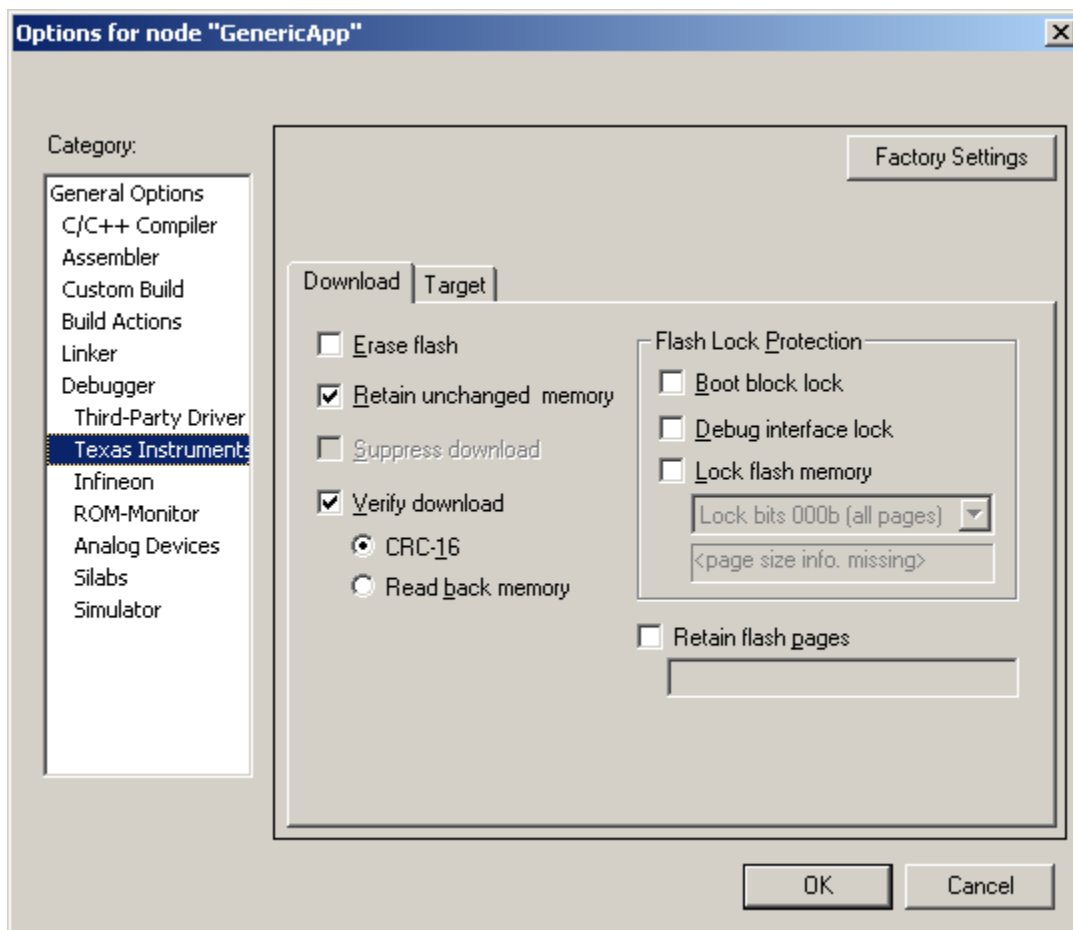 Options for node "GenericApp"
Category:
Factory Settings
General Options
C/C++ Compiler
Assembler
Custom Build
Build Actions
Linker
Debugger
Third-Party Driver
Texas Instruments
Infineon
ROM-Monitor
Analog Devices
Silabs
Simulator
Download
Target
Erase flash
Retain unchanged memory
Suppress download
Verify download
CRC-16
Read back memory
Flash Lock Protection
Boot block lock
Debug interface lock
Lock flash memory
Lock bits 000b (all pages)
<page size info. missing>
Retain flash pages
OK
Cancel